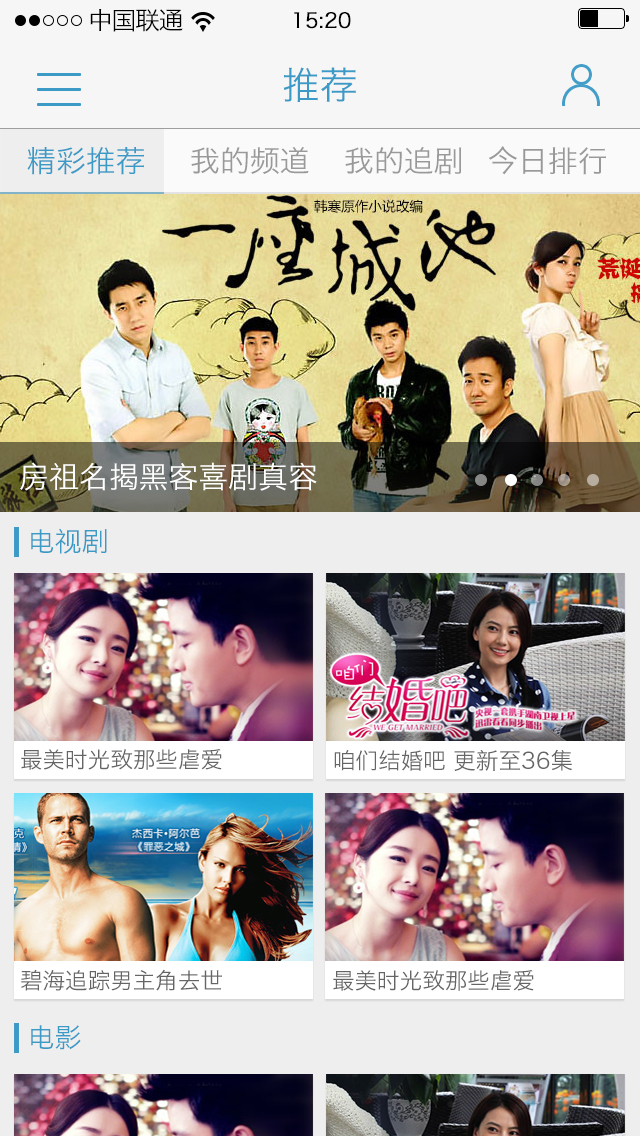 中国联通 15:20
推荐
精彩推荐 我的频道 我的追剧 今日排行
韩寒原作小说改编
一座城池
荒诞
房祖名揭黑客喜剧真容
电视剧
咱们
结婚吧
WE GET MARRIED
央视一套携手湖南卫视上星
迅雷看看同步播出
最美时光致那些虐爱
咱们结婚吧 更新至36集
克 杰西卡·阿尔芭
情》 《罪恶之城》
碧海追踪男主角去世
最美时光致那些虐爱
电影